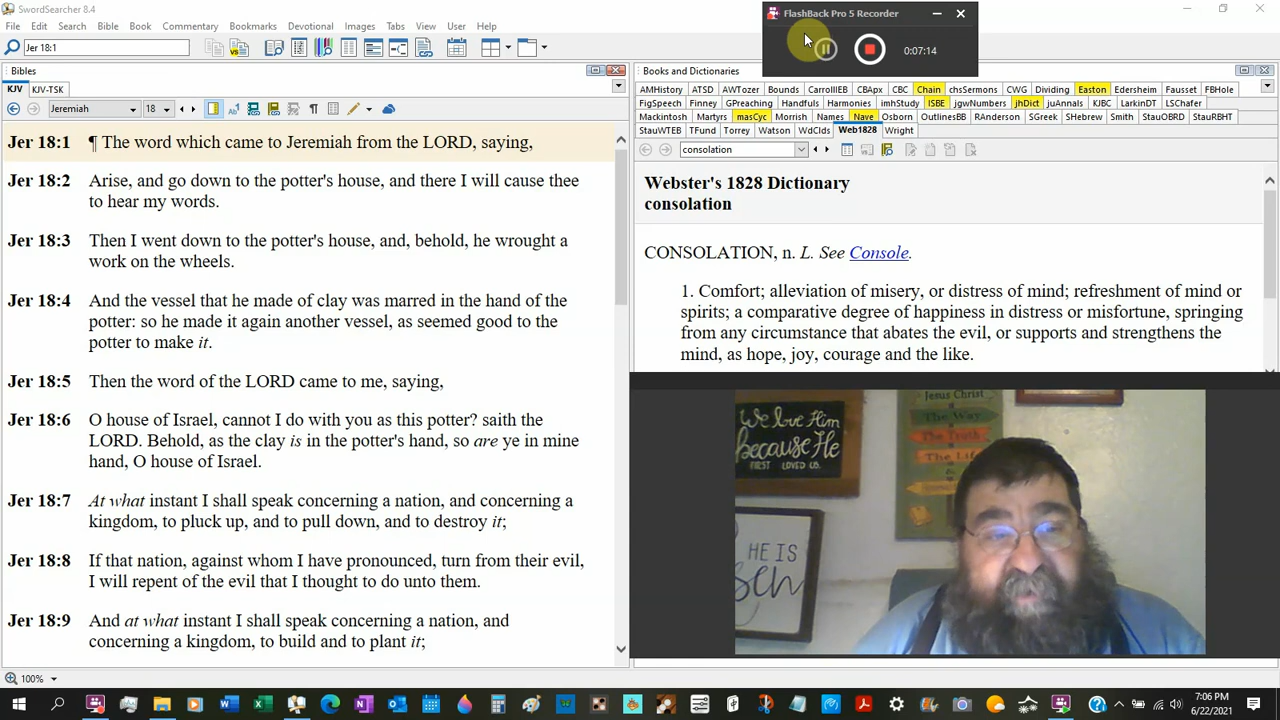 SwordSearcher 8.4
File Edit Search Bible Book Commentary Bookmarks Devotional Images Tabs View User Help
Jer 18:1
FlashBack Pro 5 Recorder
0:07:14
Bibles
KJV KJV-TSK
Jeremiah 18
Jer 18:1 ¶ The word which came to Jeremiah from the LORD, saying,
Jer 18:2 Arise, and go down to the potter's house, and there I will cause thee
to hear my words.
Jer 18:3 Then I went down to the potter's house, and, behold, he wrought a
work on the wheels.
Jer 18:4 And the vessel that he made of clay was marred in the hand of the
potter: so he made it again another vessel, as seemed good to the
potter to make it.
Jer 18:5 Then the word of the LORD came to me, saying,
Jer 18:6 O house of Israel, cannot I do with you as this potter? saith the
LORD. Behold, as the clay is in the potter's hand, so are ye in mine
hand, O house of Israel.
Jer 18:7 At what instant I shall speak concerning a nation, and concerning a
kingdom, to pluck up, and to pull down, and to destroy it;
Jer 18:8 If that nation, against whom I have pronounced, turn from their evil,
I will repent of the evil that I thought to do unto them.
Jer 18:9 And at what instant I shall speak concerning a nation, and
concerning a kingdom, to build and to plant it;
100%
Books and Dictionaries
AMHistory ATSD AWTozer Bounds CarrollEB CBApx CBC Chain chsSermons CWG Dividing Easton Edersheim Fausset FBHole
FigSpeech Finney GPreaching Handfuls Harmonies imhStudy ISBE jgwNumbers jhDict juAnnals KJBC LarkinDT LSChafer
Mackintosh Martyrs masCyc Morrish Names Nave Osborn OutlinesBB RAnderson SGreek SHebrew Smith StauOBRD StauRBHT
StauWTEB TFund Torrey Watson WdClds Web1828 Wright
consolation
Webster's 1828 Dictionary
consolation
CONSOLATION, n. L. See Console.
1. Comfort; alleviation of misery, or distress of mind; refreshment of mind or
spirits; a comparative degree of happiness in distress or misfortune, springing
from any circumstance that abates the evil, or supports and strengthens the
mind, as hope, joy, courage and the like.
We love Him
because He
FIRST LOVED US.
Jesus Christ
The Way
The Truth
The Life
HE IS
7:06 PM
6/22/2021